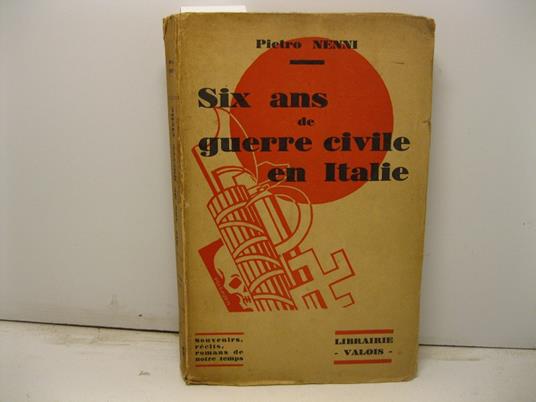 Pietro NENNI
Six ans
de
guerre civile
en Italie
Souvenirs,
récits,
romans de
notre temps
LIBRAIRIE
- VALOIS -